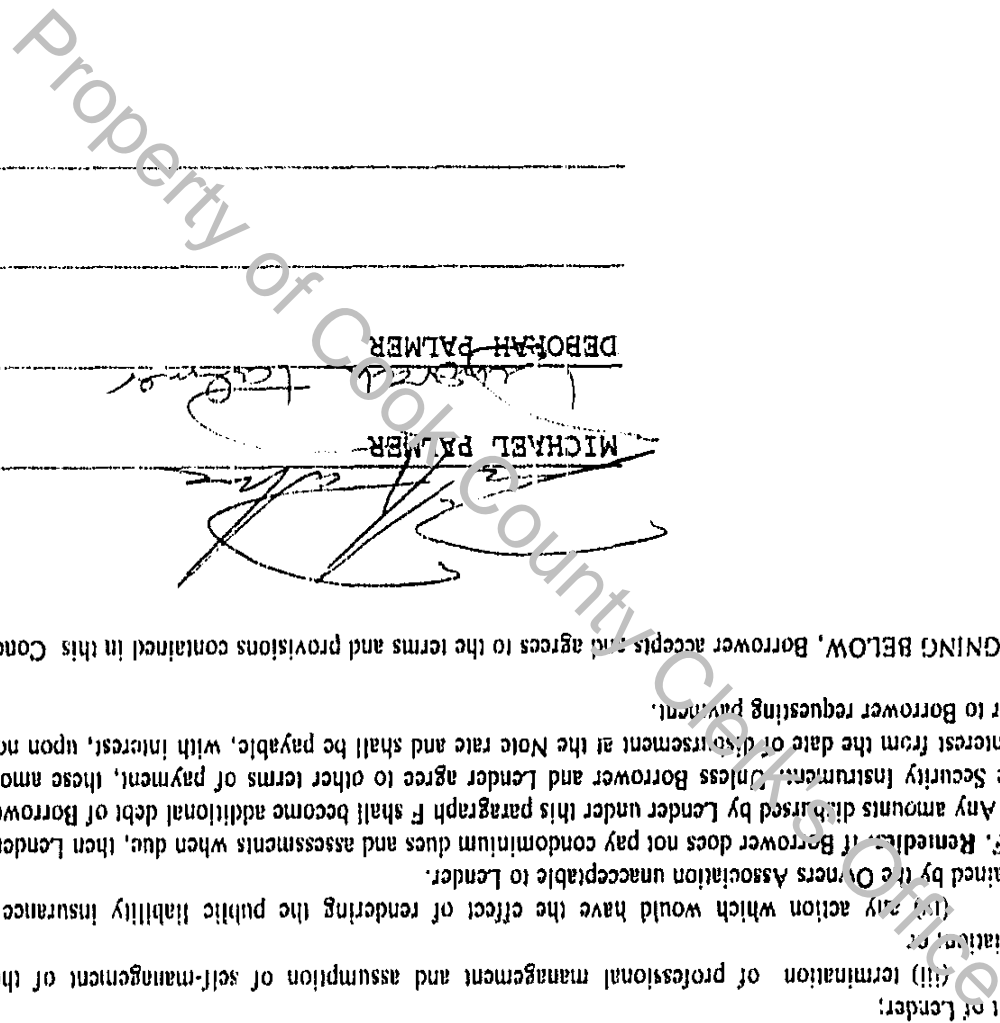 t of Lender;
(iii) termination of professional management and assumption of self-management of th
iation; or
(iv) any action which would have the effect of rendering the public liability insurance
ained by the Owners Association unacceptable to Lender.
F. Remedies. If Borrower does not pay condominium dues and assessments when due, then Lender
Any amounts disbursed by Lender under this paragraph F shall become additional debt of Borrowe
e Security Instrument. Unless Borrower and Lender agree to other terms of payment, these amo
nterest from the date of disbursement at the Note rate and shall be payable, with interest, upon no
r to Borrower requesting payment.
GNING BELOW, Borrower accepts and agrees to the terms and provisions contained in this Cond
MICHAEL PALMER
Deborah Palmer
DEBORAH PALMER
Property of Cook County Clerk's Office